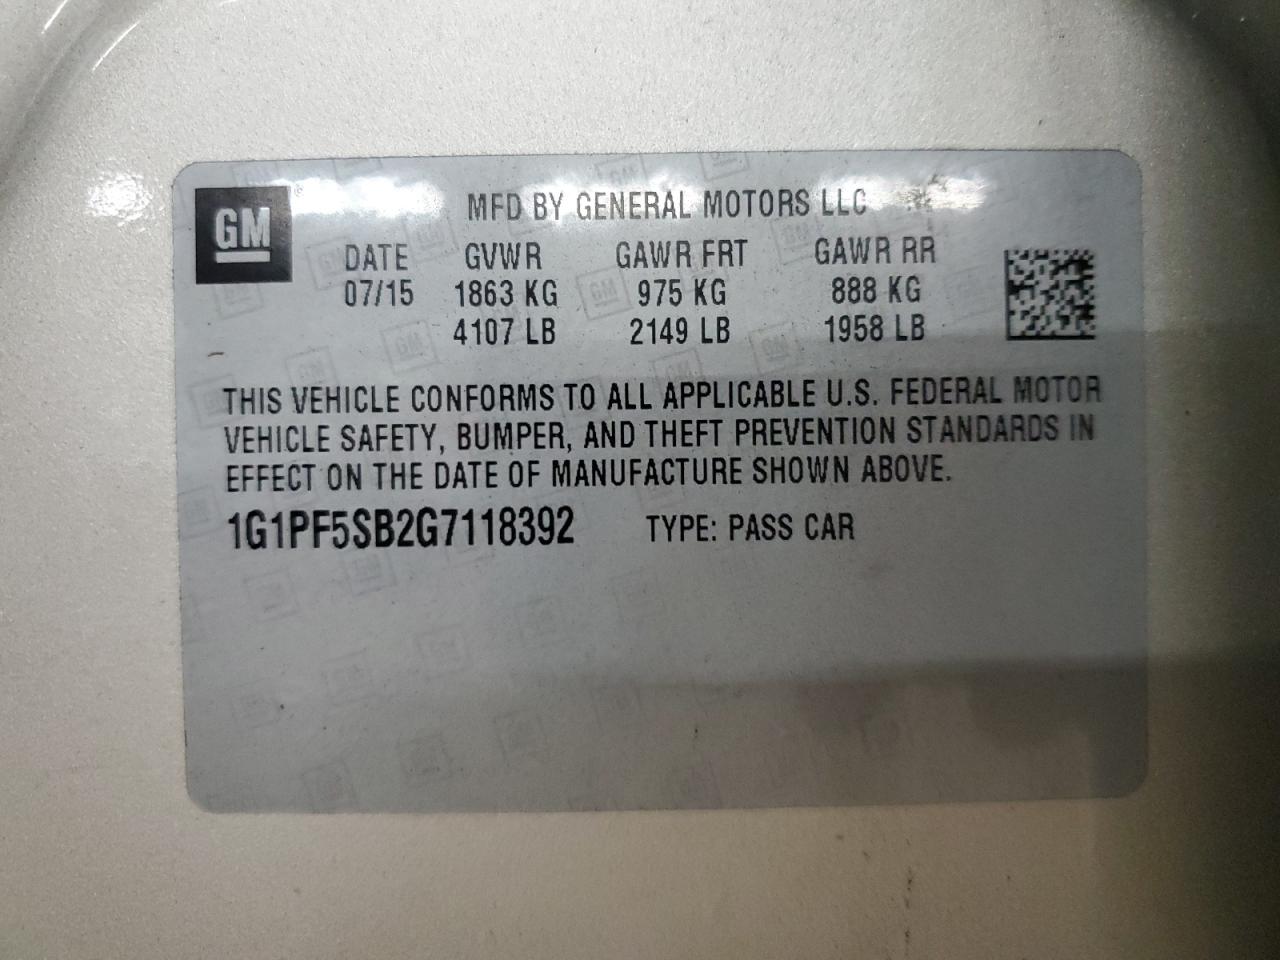 GM
MFD BY GENERAL MOTORS LLC
DATE GVWR GAWR FRT GAWR RR
07/15 1863 KG 975 KG 888 KG
4107 LB 2149 LB 1958 LB
THIS VEHICLE CONFORMS TO ALL APPLICABLE U.S. FEDERAL MOTOR
VEHICLE SAFETY, BUMPER, AND THEFT PREVENTION STANDARDS IN
EFFECT ON THE DATE OF MANUFACTURE SHOWN ABOVE.
1G1PF5SB2G7118392 TYPE: PASS CAR